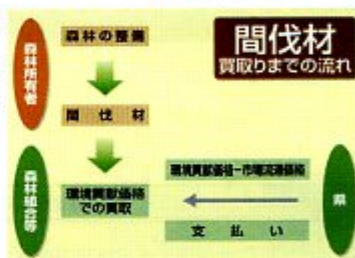 間伐材
買取りまでの流れ
森林所有者
森林の整備
間伐材
森林組合等
環境貢献価格
での買取
環境貢献価格ー市場流通価格
支払い
県